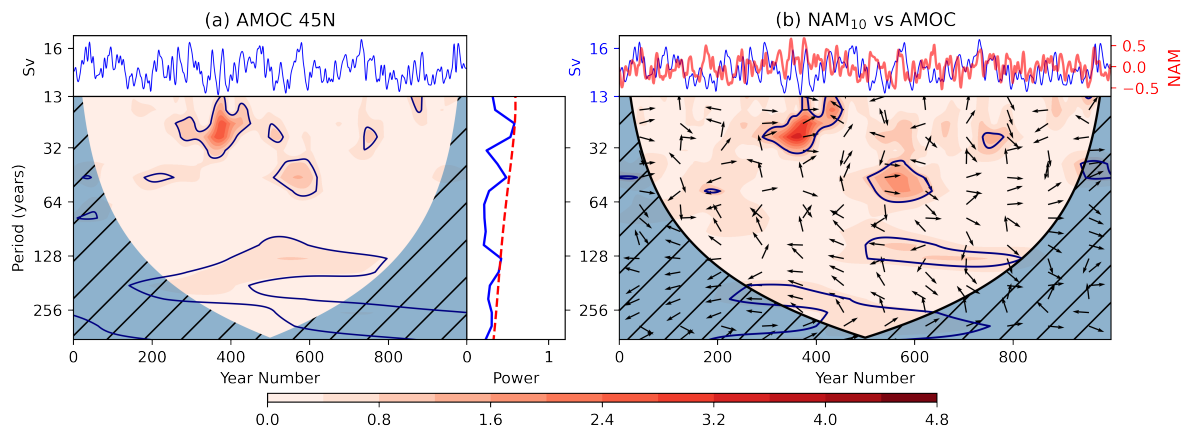 (a) AMOC 45N
(b) NAM₁₀ vs AMOC
Sv
16
13
32
64
128
256
Period (years)
0 200 400 600 800
Year Number
0 1
Power
Sv
16
13
32
64
128
256
0.5
0.0
−0.5
NAM
0 200 400 600 800
Year Number
0.0 0.8 1.6 2.4 3.2 4.0 4.8